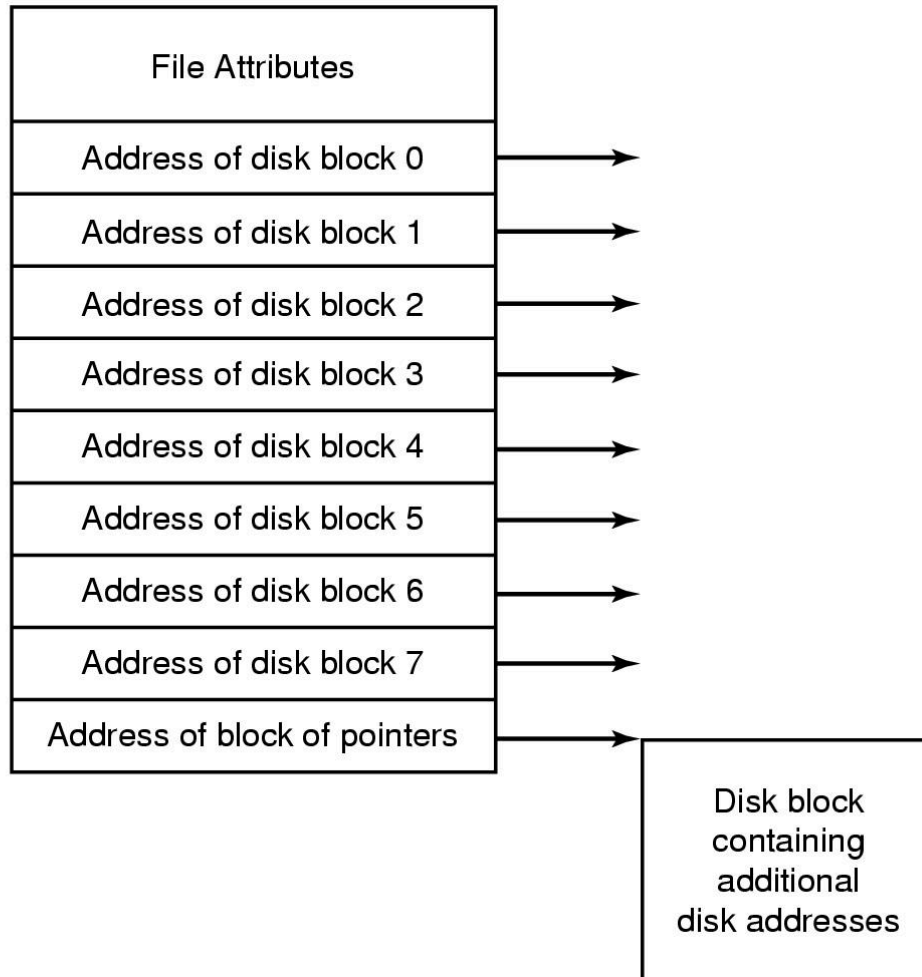 File Attributes
Address of disk block 0
Address of disk block 1
Address of disk block 2
Address of disk block 3
Address of disk block 4
Address of disk block 5
Address of disk block 6
Address of disk block 7
Address of block of pointers
Disk block
containing
additional
disk addresses